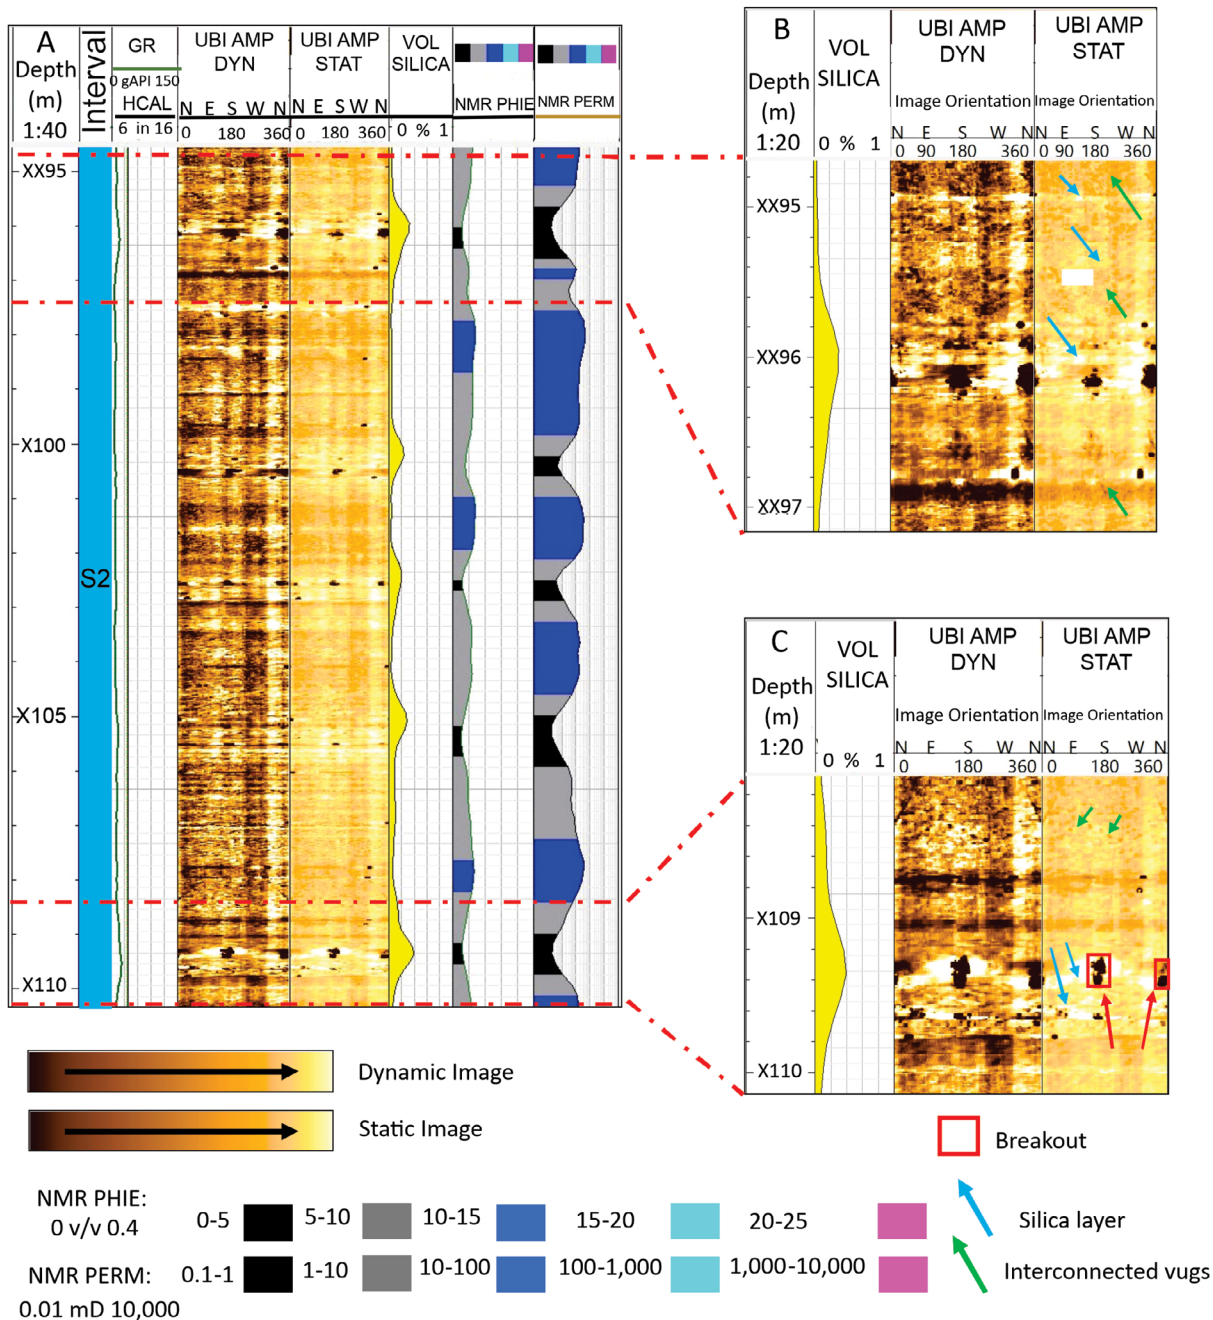 A
Depth
(m)
1:40
Interval
GR
0 gAPI 150
HCAL
6 in 16
UBI AMP
DYN
N E S W N
0 180 360
UBI AMP
STAT
N E S W N
0 180 360
VOL
SILICA
0 % 1
NMR PHIE
NMR PERM
XX95
X100
X105
X110
S2
B
Depth
(m)
1:20
VOL
SILICA
0 % 1
UBI AMP
DYN
Image Orientation
N E S W N
0 90 180 360
UBI AMP
STAT
Image Orientation
N E S W N
0 90 180 360
XX95
XX96
XX97
C
Depth
(m)
1:20
VOL
SILICA
0 % 1
UBI AMP
DYN
Image Orientation
N E S W N
0 180 360
UBI AMP
STAT
Image Orientation
N E S W N
0 180 360
X109
X110
Dynamic Image
Static Image
Breakout
Silica layer
Interconnected vugs
NMR PHIE:
0 v/v 0.4
0-5 5-10 10-15 15-20 20-25
NMR PERM:
0.01 mD 10,000
0.1-1 1-10 10-100 100-1,000 1,000-10,000